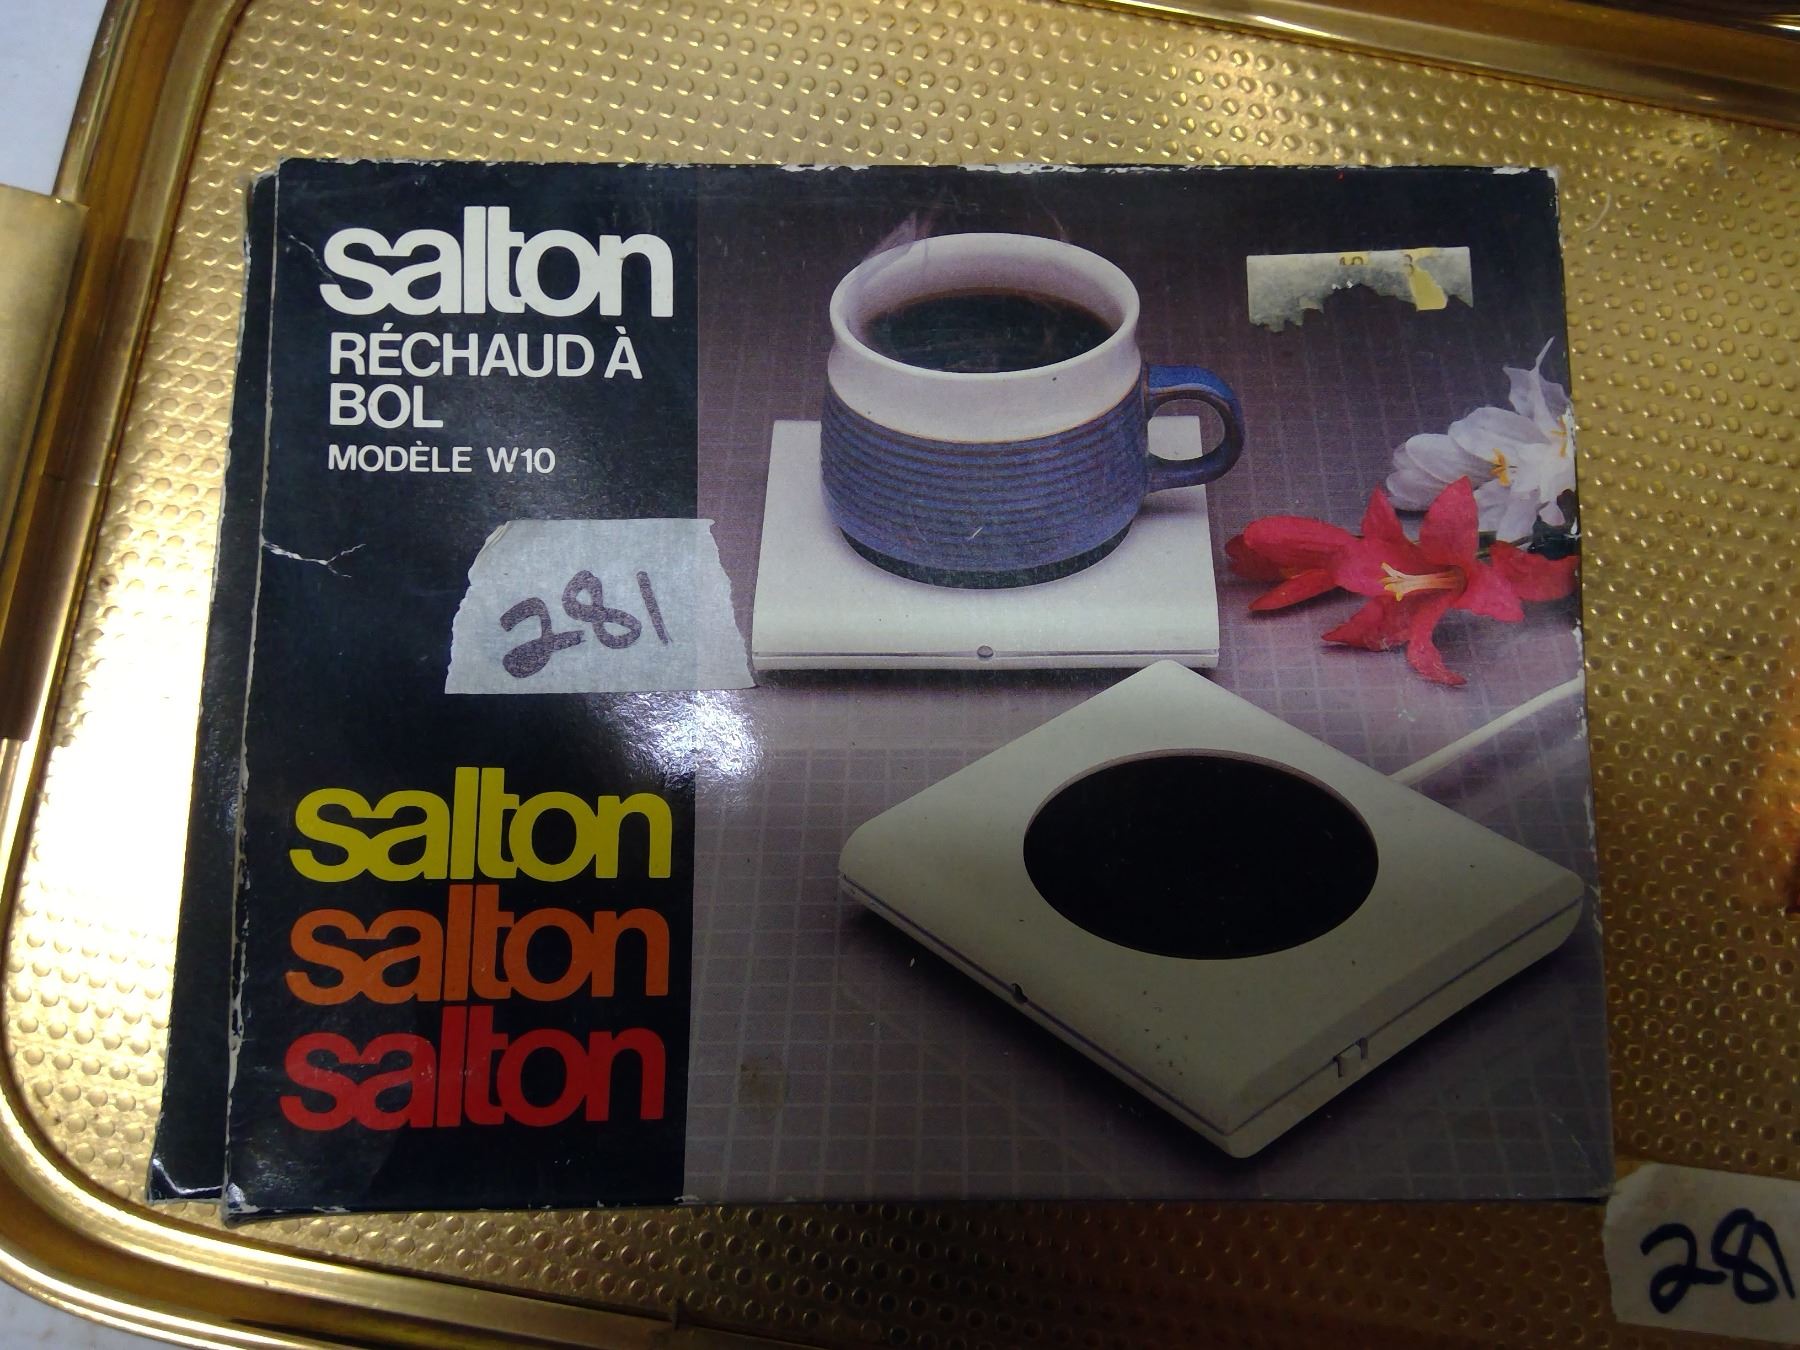 salton
RÉCHAUD À
BOL
MODÈLE W10
281
salton
salton
salton
281